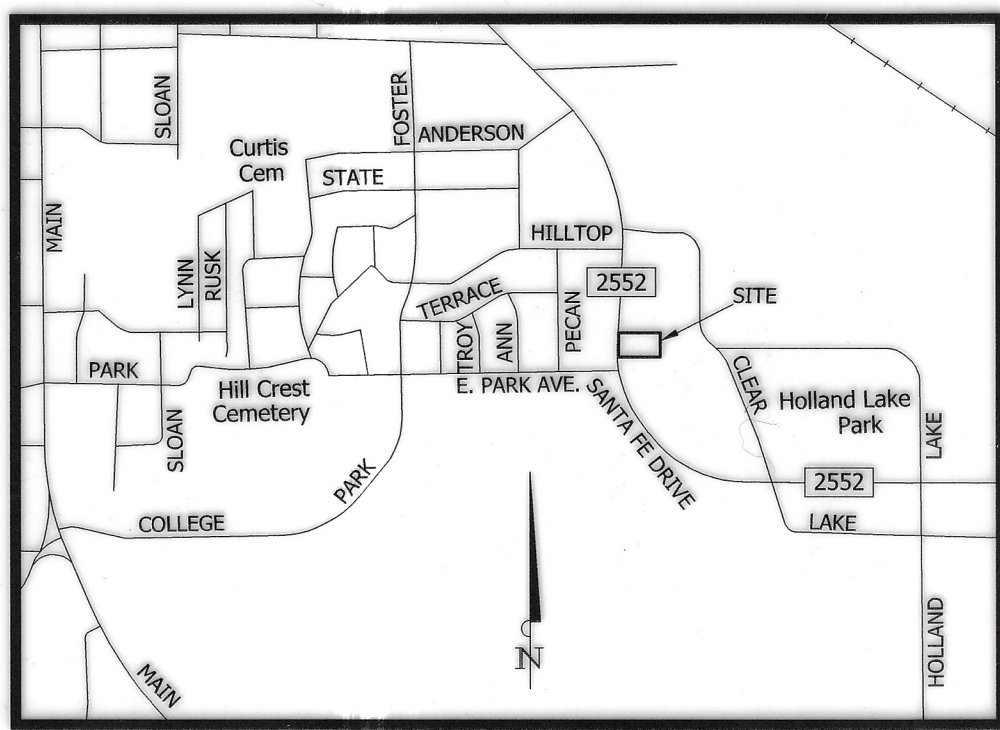 SLOAN
FOSTER
ANDERSON
Curtis
Cem
STATE
MAIN
HILLTOP
LYNN
RUSK
2552
TERRACE
SITE
PECAN
TROY
ANN
PARK
Hill Crest
Cemetery
E. PARK AVE.
CLEAR
Holland Lake
Park
SLOAN
SANTA FE DRIVE
LAKE
PARK
2552
COLLEGE
LAKE
N
HOLLAND
MAIN